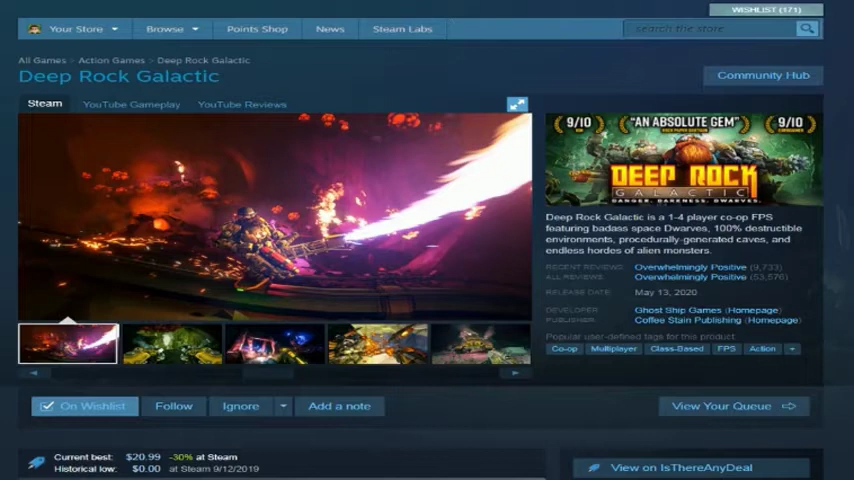 WISHLIST (171)
Your Store Browse Points Shop News Steam Labs search the store
All Games > Action Games > Deep Rock Galactic
Deep Rock Galactic
Community Hub
Steam YouTube Gameplay YouTube Reviews
9/10 "AN ABSOLUTE GEM" 9/10
DEEP ROCK
GALACTIC
DANGER. DARKNESS. DWARVES.
Deep Rock Galactic is a 1-4 player co-op FPS
featuring badass space Dwarves, 100% destructible
environments, procedurally-generated caves, and
endless hordes of alien monsters.
RECENT REVIEWS: Overwhelmingly Positive (9,733)
ALL REVIEWS: Overwhelmingly Positive (53,576)
RELEASE DATE: May 13, 2020
DEVELOPER: Ghost Ship Games (Homepage)
PUBLISHER: Coffee Stain Publishing (Homepage)
Popular user-defined tags for this product:
Co-op Multiplayer Class-Based FPS Action +
On Wishlist Follow Ignore Add a note View Your Queue
Current best: $20.99 -30% at Steam
Historical low: $0.00 at Steam 9/12/2019
View on IsThereAnyDeal